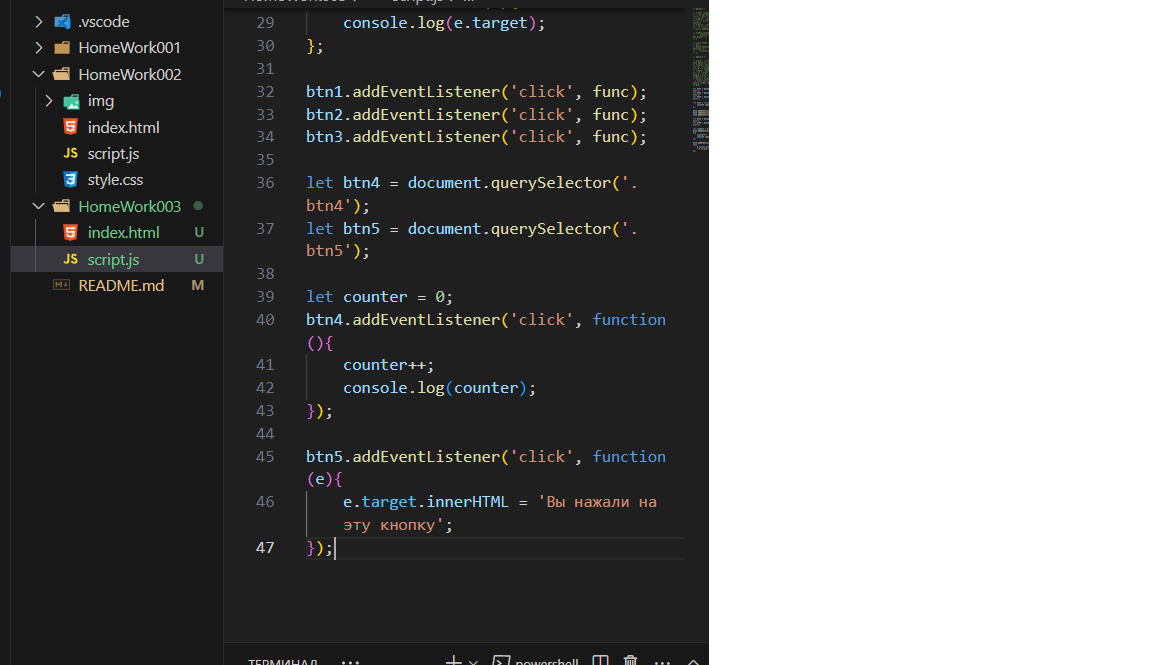 .vscode
HomeWork001
HomeWork002
img
index.html
JS script.js
style.css
HomeWork003
index.html U
JS script.js U
README.md M
29 console.log(e.target);
30 };
31
32 btn1.addEventListener('click', func);
33 btn2.addEventListener('click', func);
34 btn3.addEventListener('click', func);
35
36 let btn4 = document.querySelector('.
btn4');
37 let btn5 = document.querySelector('.
btn5');
38
39 let counter = 0;
40 btn4.addEventListener('click', function
(){
41 counter++;
42 console.log(counter);
43 });
44
45 btn5.addEventListener('click', function
(e){
46 e.target.innerHTML = 'Вы нажали на
эту кнопку';
47 });
ТЕРМИНАЛ ... powershell ...